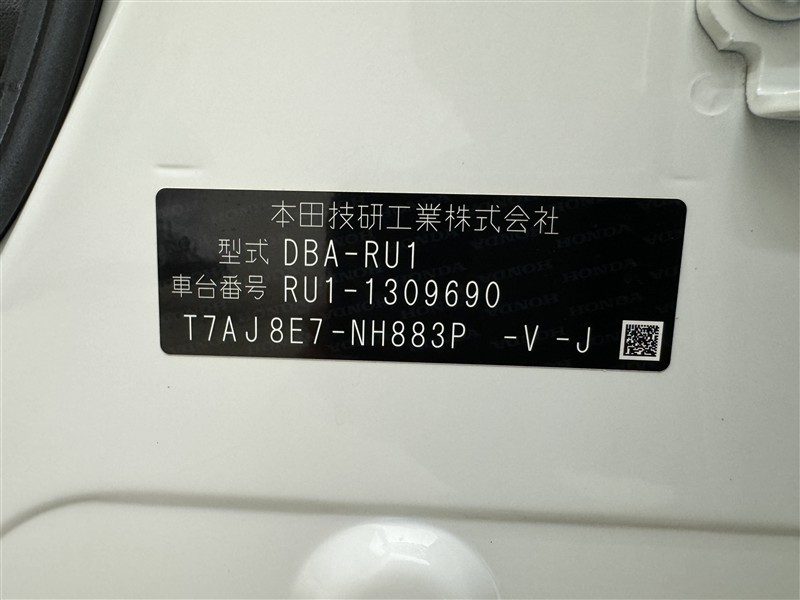 本田技研工業株式会社
型式 DBA-RU1
車台番号 RU1-1309690
T7AJ8E7-NH883P -V -J